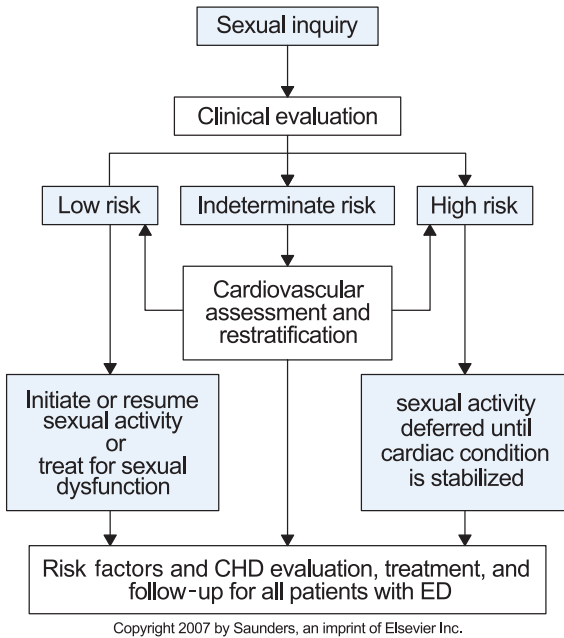 Sexual inquiry
Clinical evaluation
Low risk
Indeterminate risk
High risk
Cardiovascular
assessment and
restratification
Initiate or resume
sexual activity
or
treat for sexual
dysfunction
sexual activity
deferred until
cardiac condition
is stabilized
Risk factors and CHD evaluation, treatment, and
follow-up for all patients with ED
Copyright 2007 by Saunders, an imprint of Elsevier Inc.